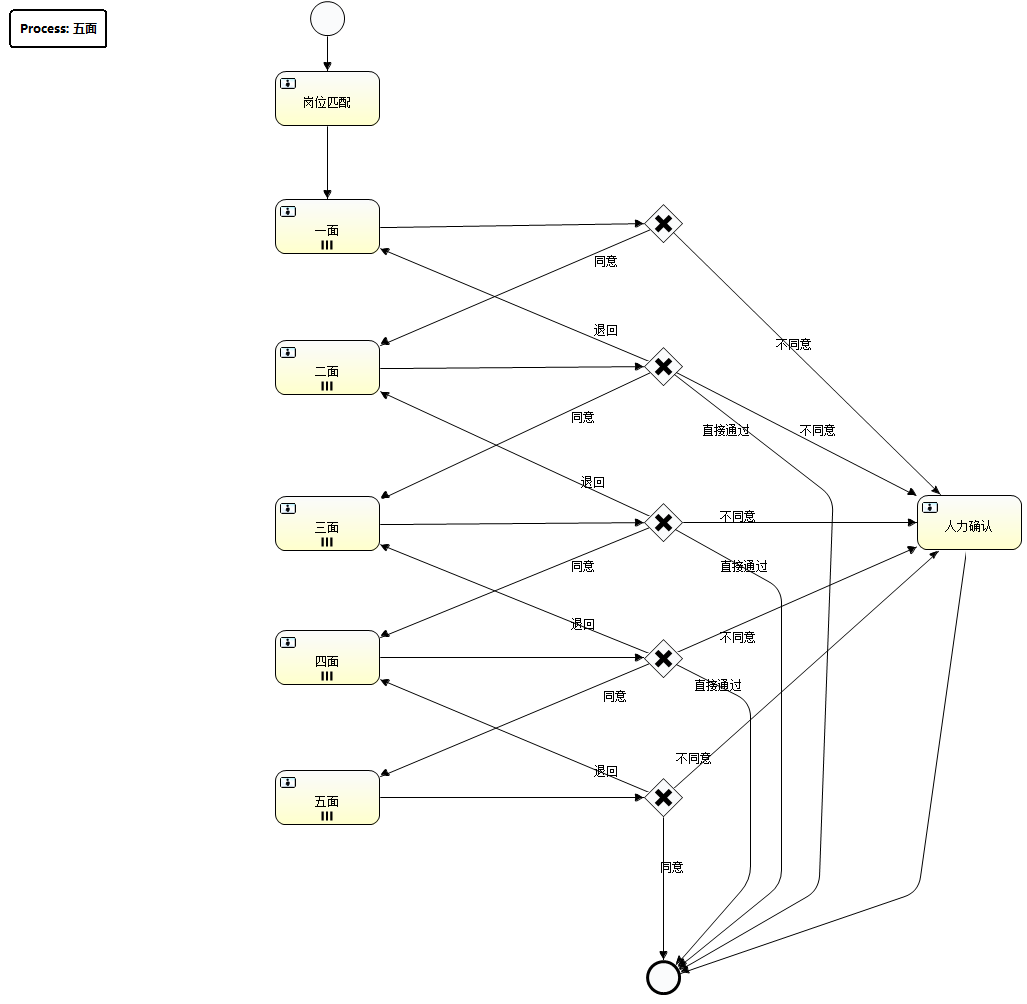 Process: 五面
岗位匹配
一面
同意
不同意
退回
二面
同意
直接通过
不同意
退回
三面
不同意
人力确认
同意
直接通过
退回
不同意
四面
直接通过
同意
不同意
退回
五面
同意